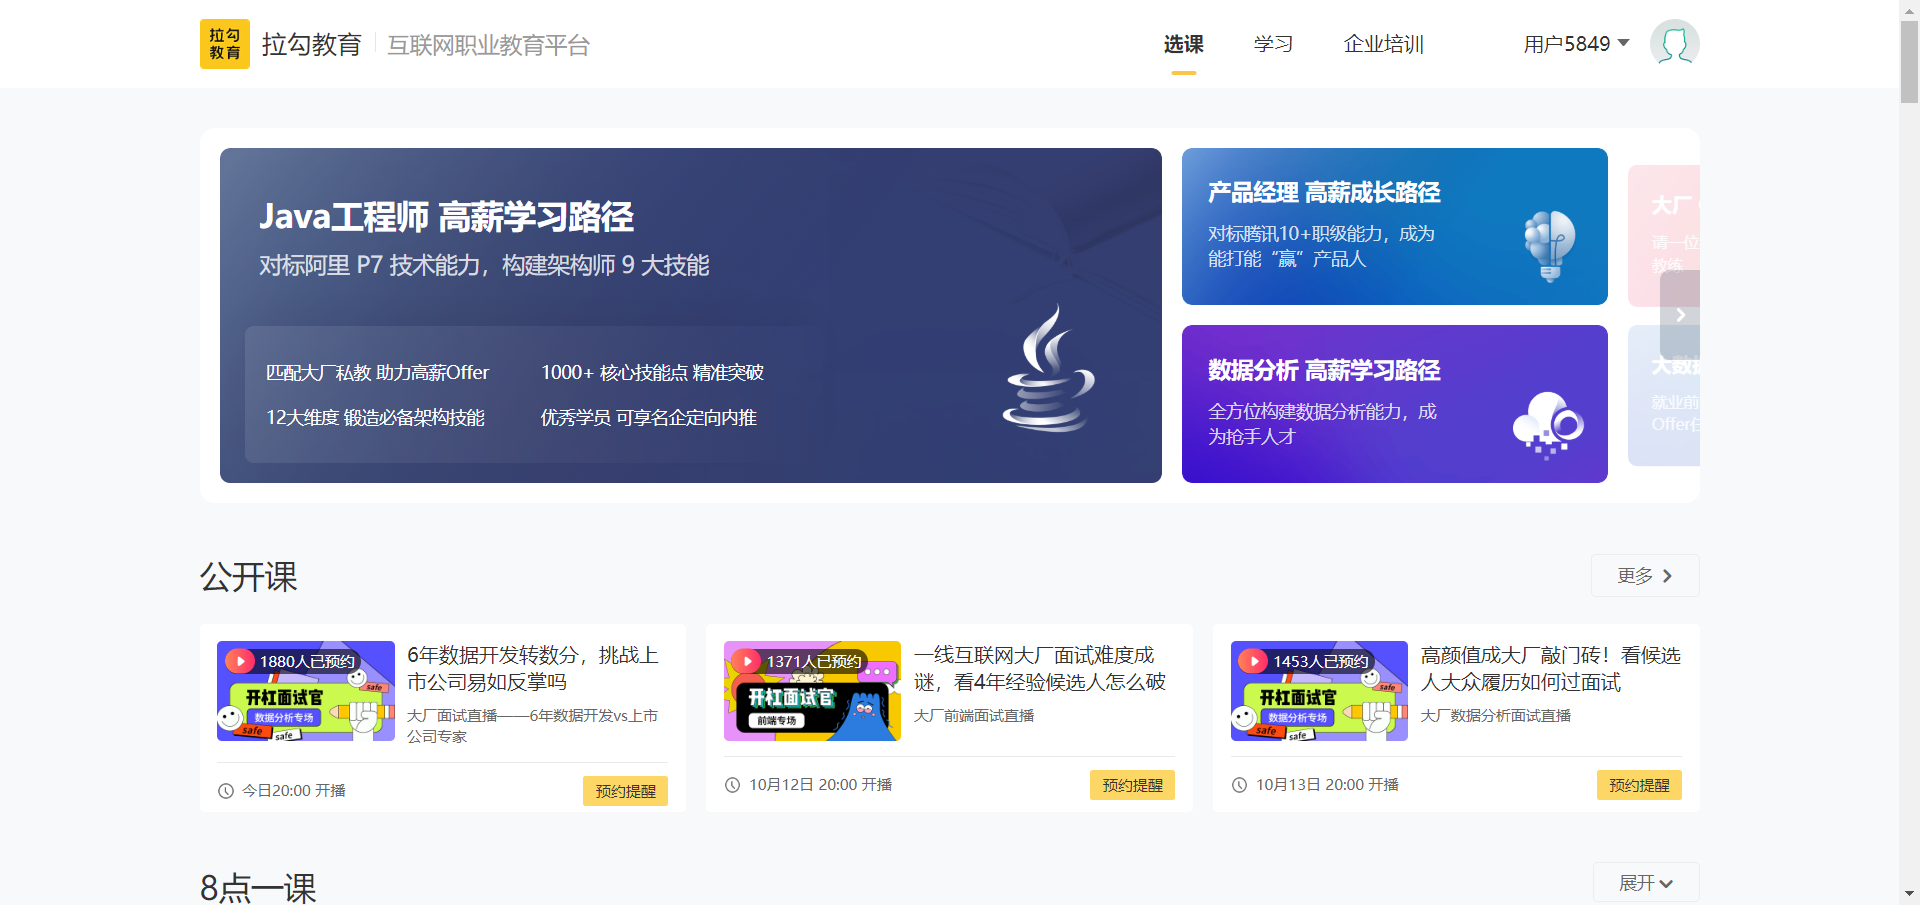 拉勾
教育
拉勾教育
互联网职业教育平台
选课
学习
企业培训
用户5849
Java工程师 高薪学习路径
对标阿里 P7 技术能力，构建架构师 9 大技能
匹配大厂私教 助力高薪Offer
1000+ 核心技能点 精准突破
12大维度 锻造必备架构技能
优秀学员 可享名企定向内推
产品经理 高薪成长路径
对标腾讯10+职级能力，成为
能打能“赢”产品人
数据分析 高薪学习路径
全方位构建数据分析能力，成
为抢手人才
大厂
请一位
教练
大数据
就业前
Offer任
公开课
更多
1880人已预约
开杠面试官
数据分析专场
safe
safe
safe
6年数据开发转数分，挑战上
市公司易如反掌吗
大厂面试直播——6年数据开发vs上市
公司专家
今日20:00 开播
预约提醒
1371人已预约
开杠面试官
前端专场
一线互联网大厂面试难度成
谜，看4年经验候选人怎么破
大厂前端面试直播
10月12日 20:00 开播
预约提醒
1453人已预约
开杠面试官
数据分析专场
safe
safe
safe
高颜值成大厂敲门砖！看候选
人大众履历如何过面试
大厂数据分析面试直播
10月13日 20:00 开播
预约提醒
8点一课
展开